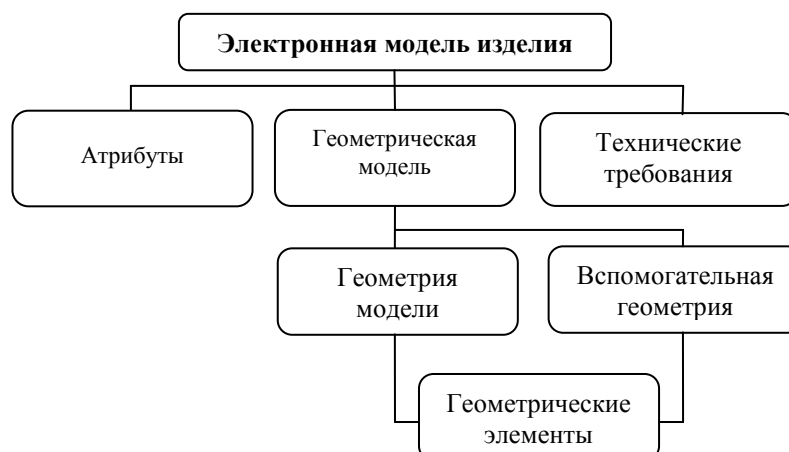 Электронная модель изделия
Атрибуты
Геометрическая
модель
Технические
требования
Геометрия
модели
Вспомогательная
геометрия
Геометрические
элементы